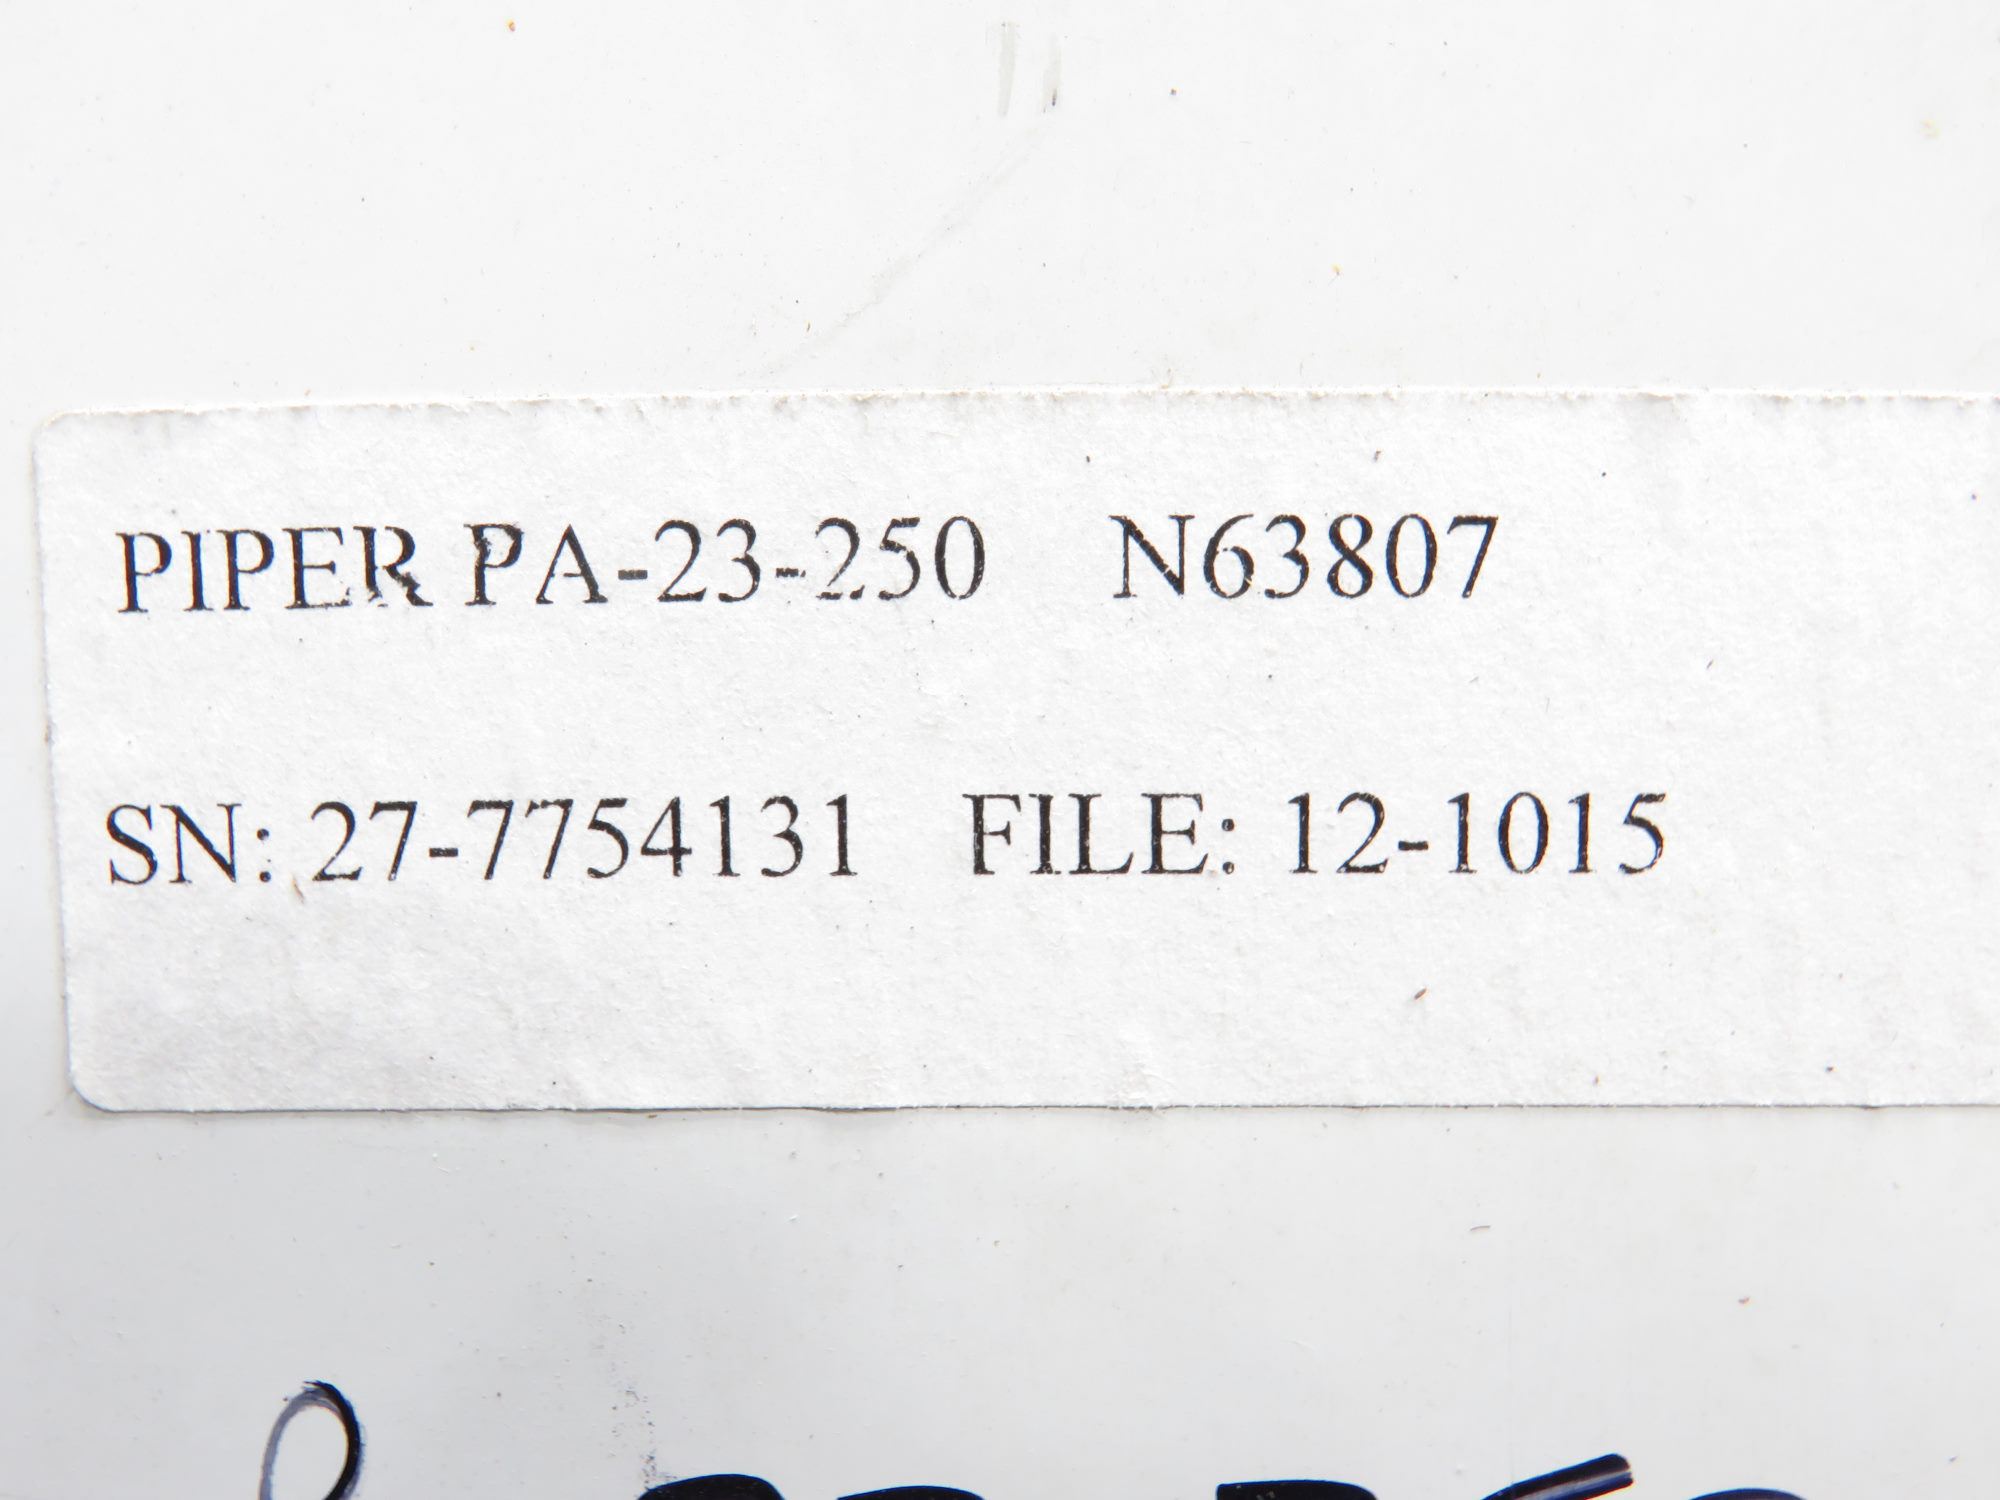 PIPER PA-23-250 N63807
SN: 27-7754131 FILE: 12-1015